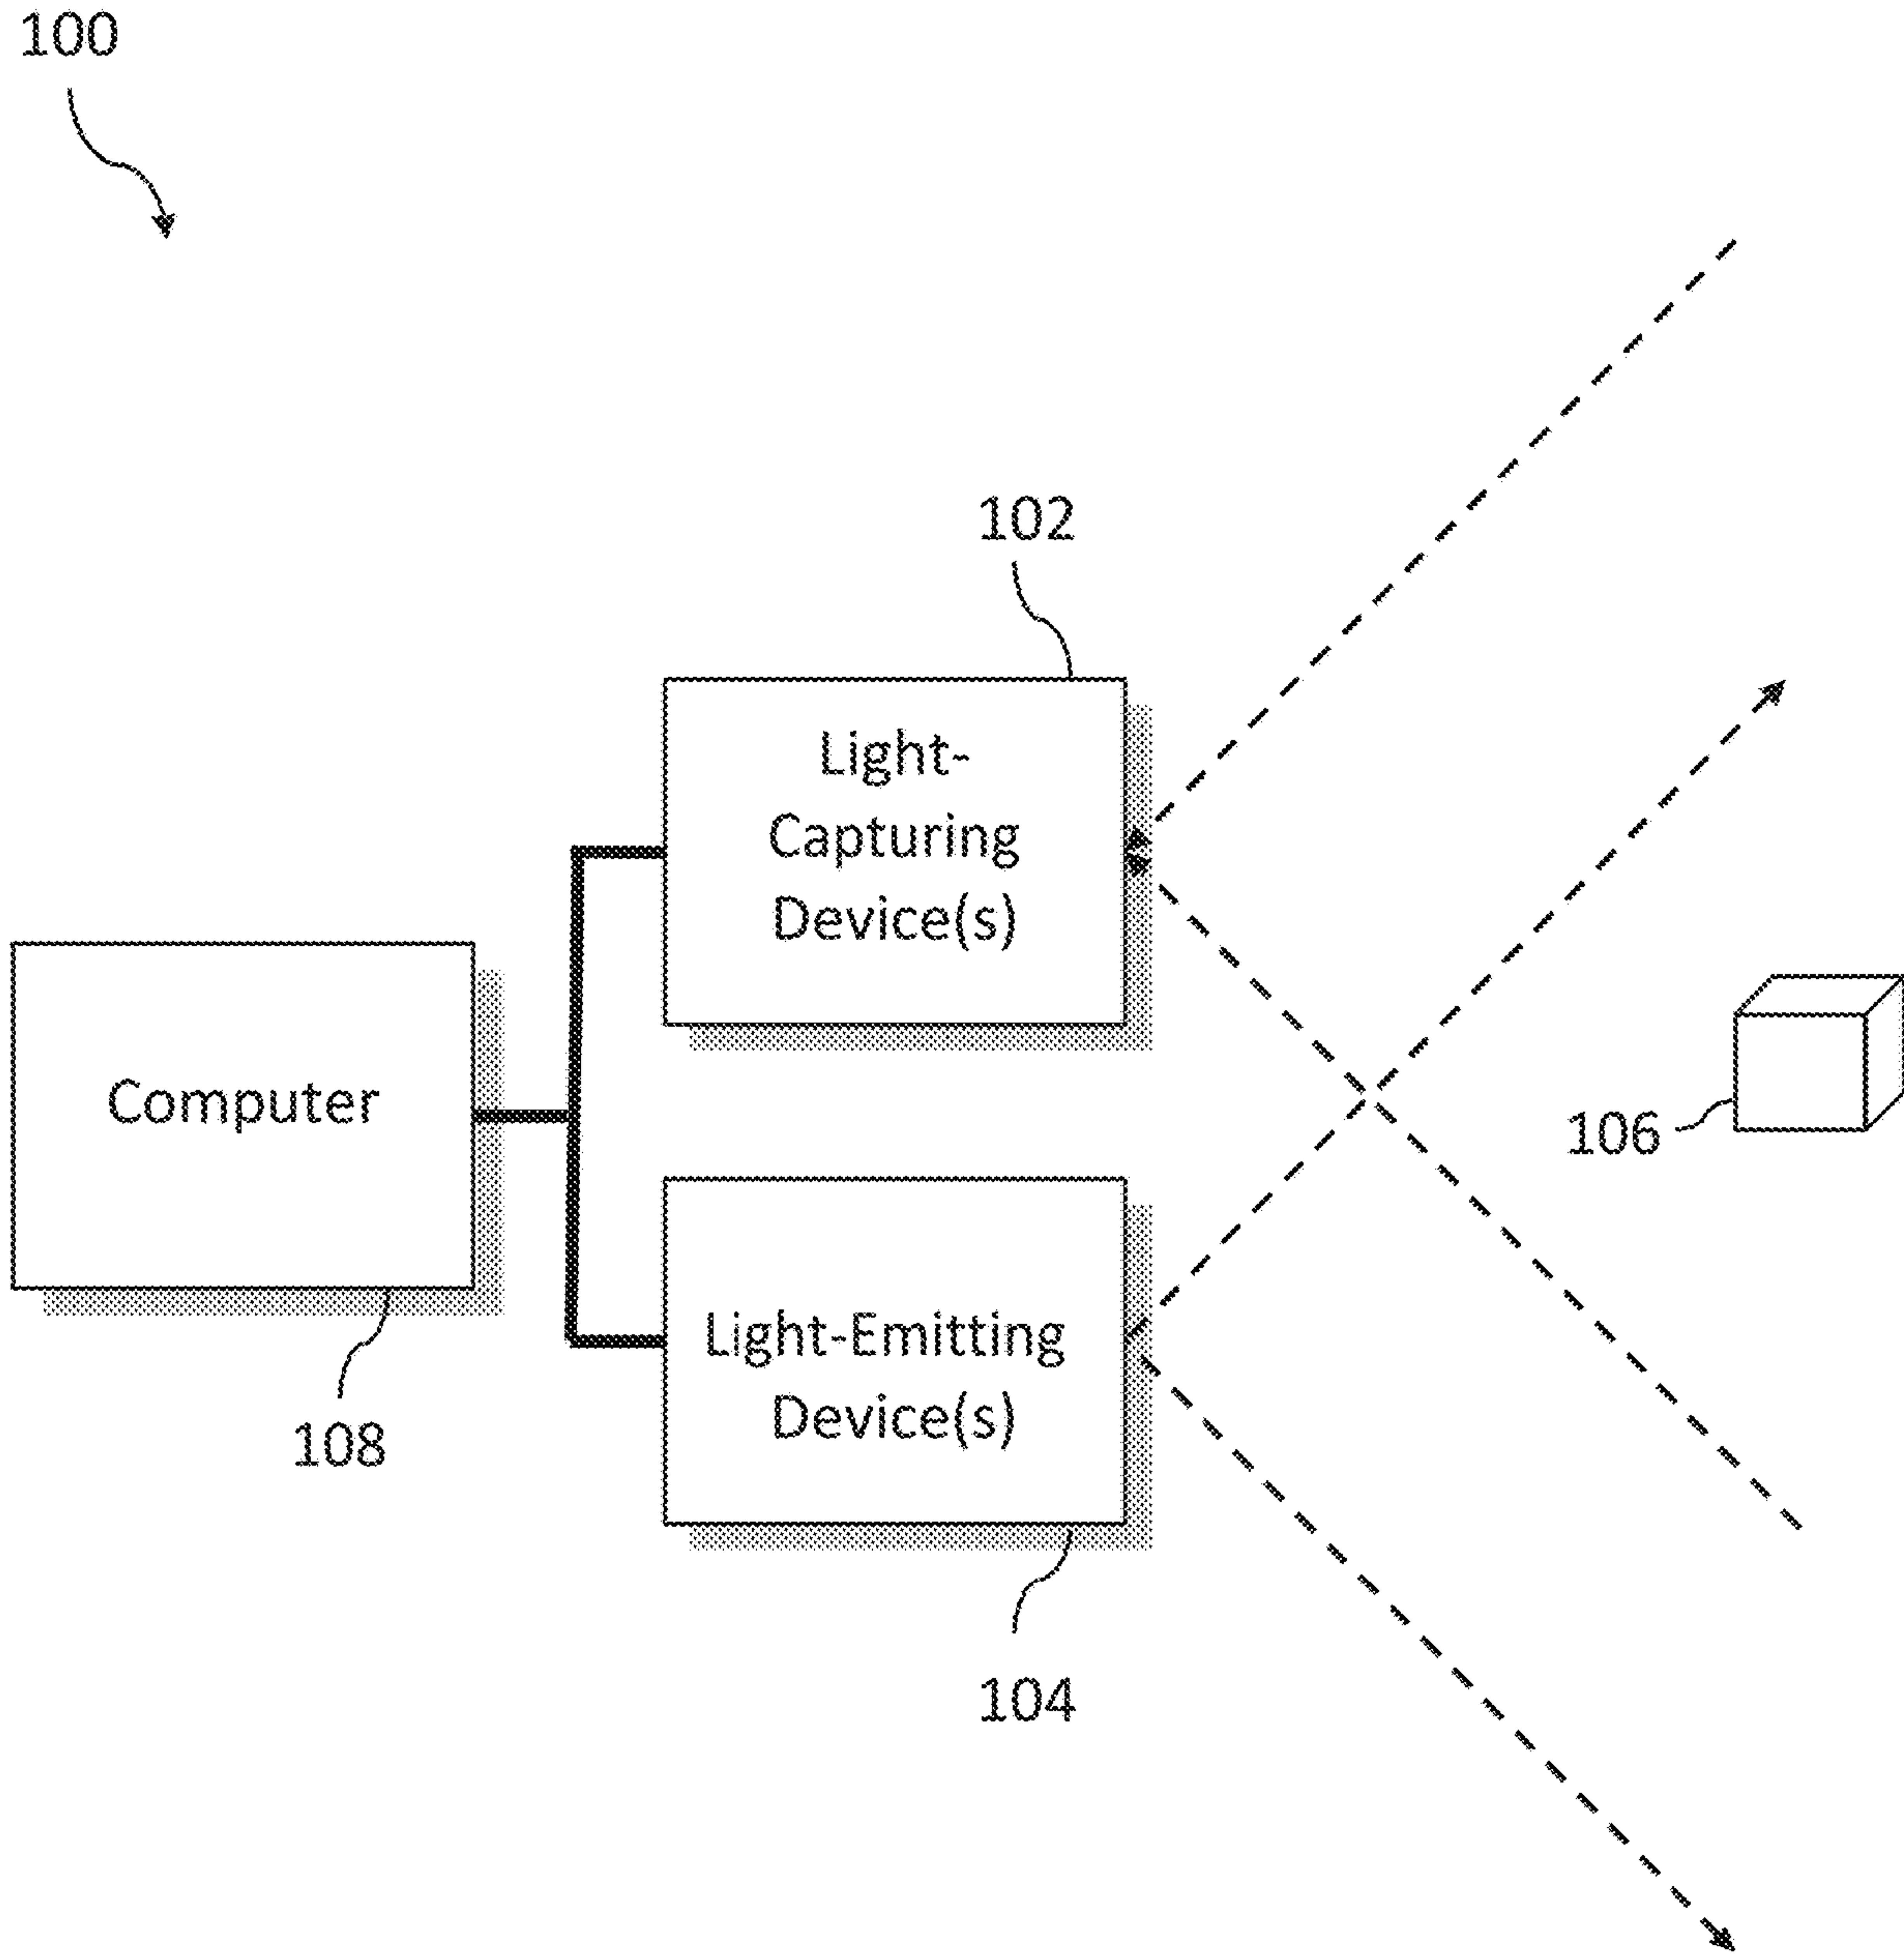 100
102
Light-
Capturing
Device(s)
Computer
106
Light-Emitting
Device(s)
108
104